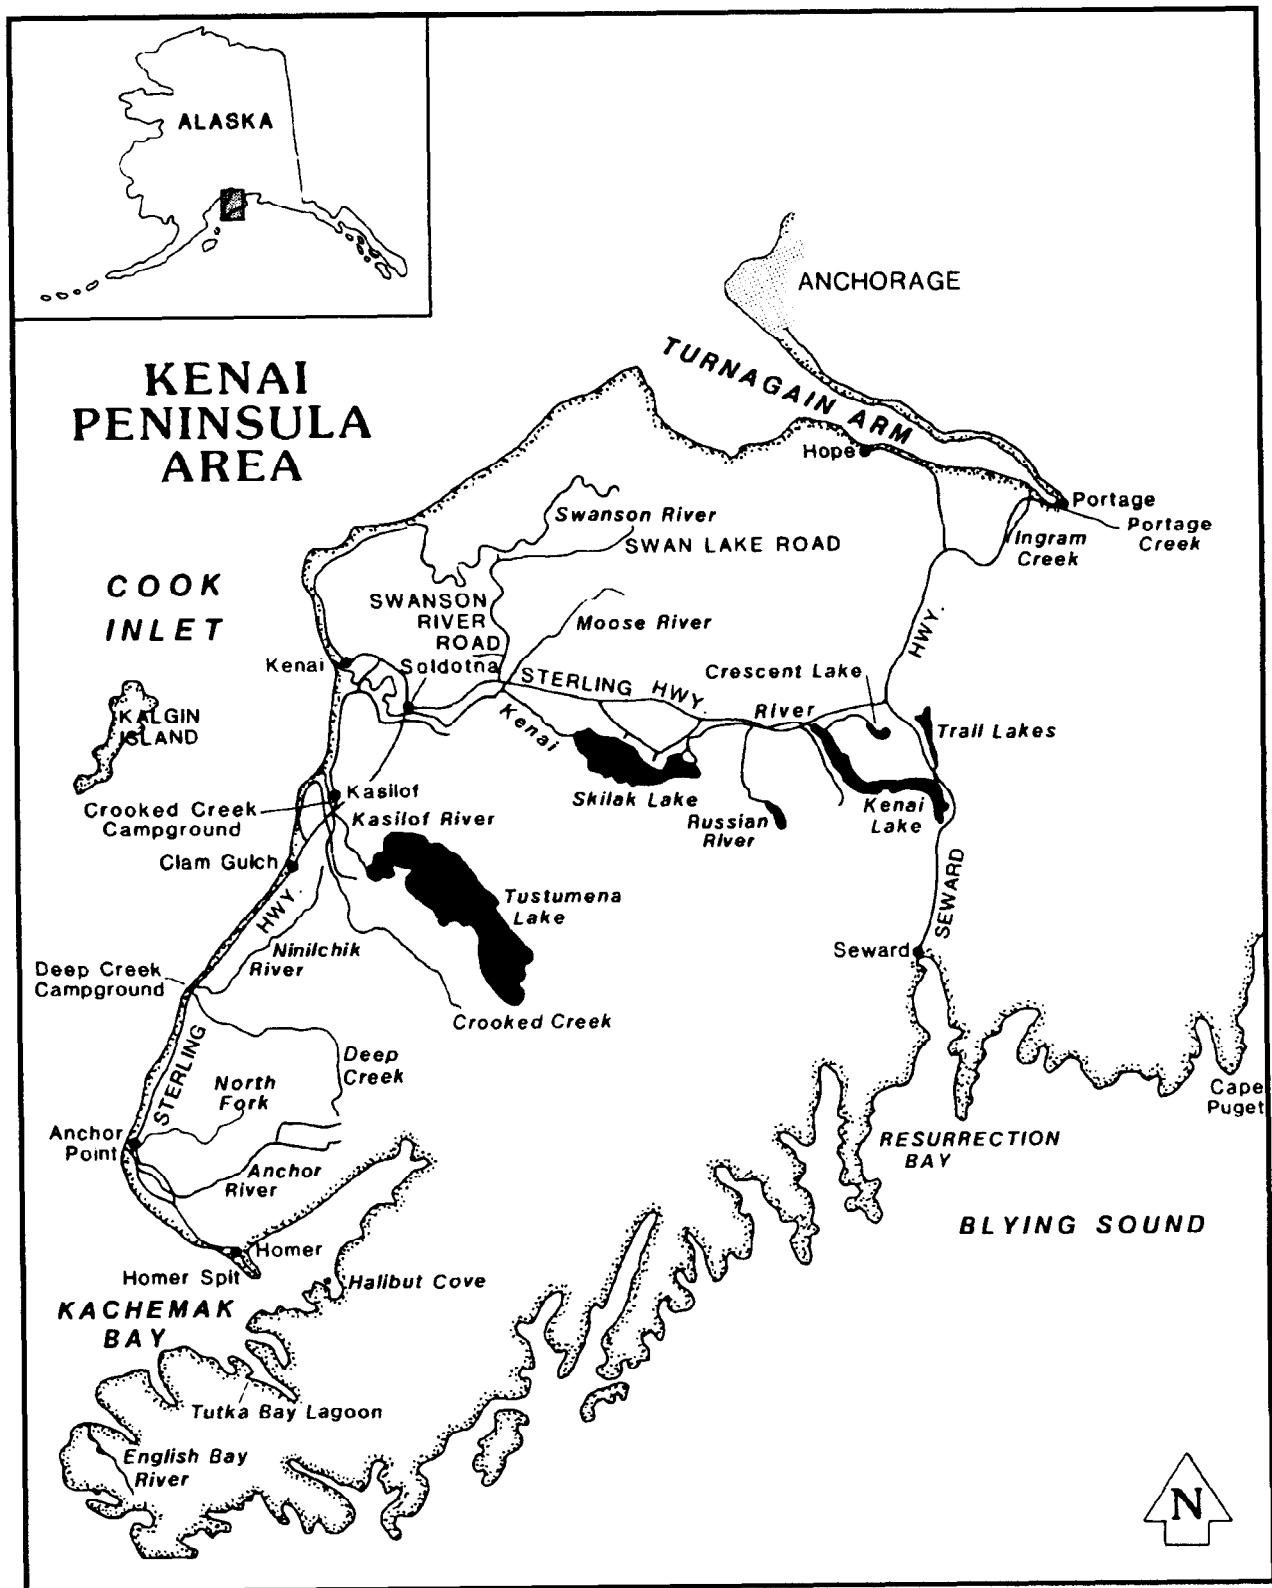 ALASKA
KENAI
PENINSULA
AREA
ANCHORAGE
TURNAGAIN ARM
Hope
Portage
Portage
Creek
Ingram
Creek
Swanson River
SWAN LAKE ROAD
COOK
INLET
SWANSON
RIVER
ROAD
Moose River
HWY.
Kenai
Soldotna
STERLING HWY.
Crescent Lake
KALGIN
ISLAND
Kenai
River
Trail Lakes
Skilak Lake
Kenai
Lake
Russian
River
Kasilof
Crooked Creek
Campground
Kasilof River
Clam Gulch
HWY.
Tustumena
Lake
SEWARD
Seward
Ninilchik
River
Deep Creek
Campground
Crooked Creek
STERLING
Deep
Creek
North
Fork
Cape
Puget
Anchor
Point
Anchor
River
RESURRECTION
BAY
BLYING SOUND
Homer
Homer Spit
Halibut Cove
KACHEMAK
BAY
Tutka Bay Lagoon
English Bay
River
N